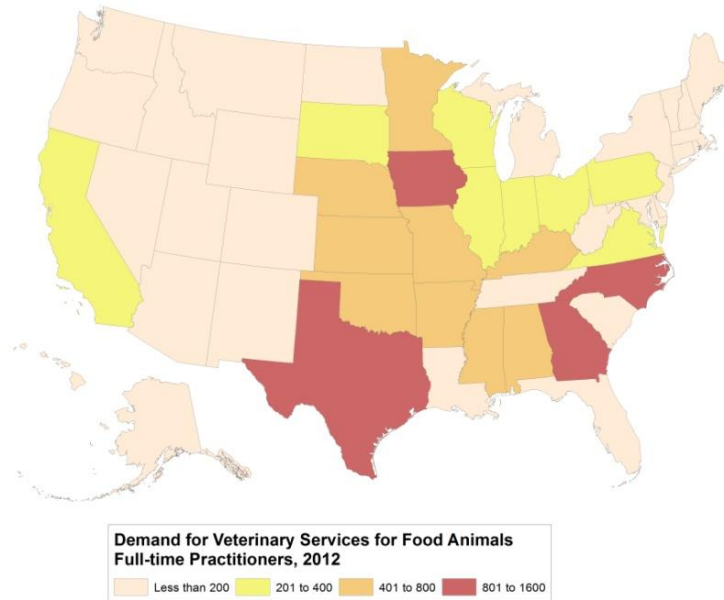 Demand for Veterinary Services for Food Animals
Full-time Practitioners, 2012
Less than 200 201 to 400 401 to 800 801 to 1600